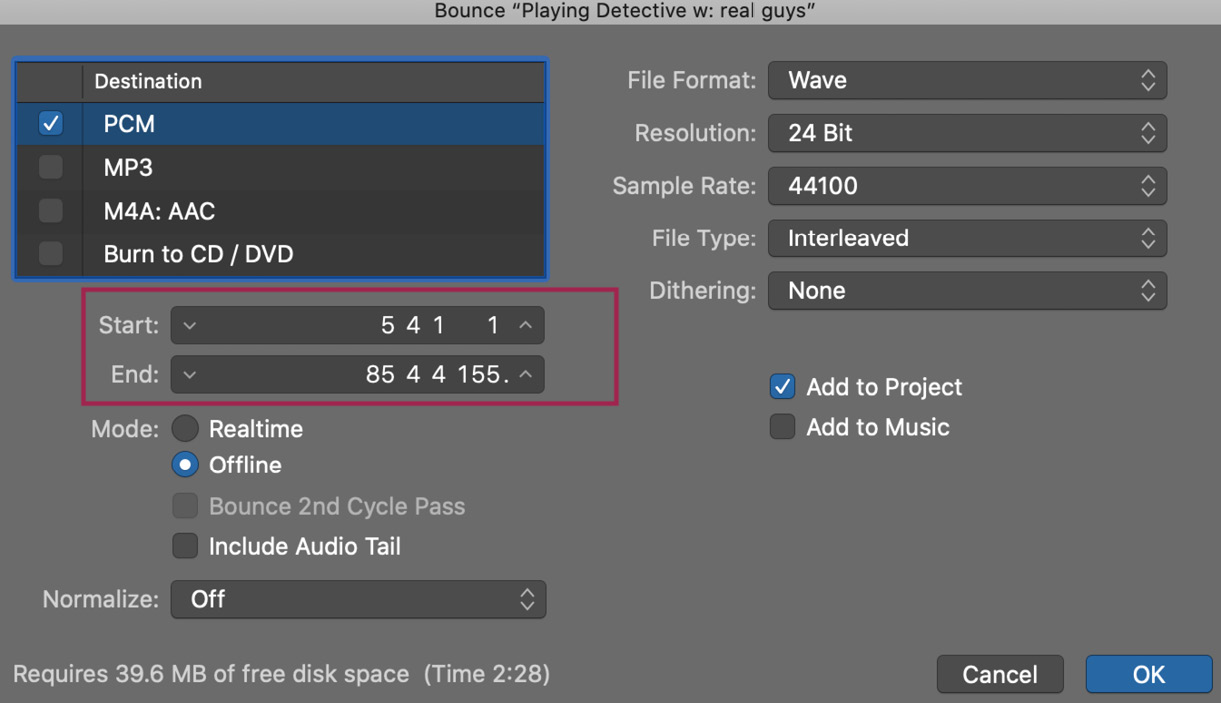 Bounce “Playing Detective w: real guys”
Destination
PCM
MP3
M4A: AAC
Burn to CD / DVD
Start: 5 4 1 1
End: 85 4 4 155.
Mode: Realtime
Offline
Bounce 2nd Cycle Pass
Include Audio Tail
Normalize: Off
File Format: Wave
Resolution: 24 Bit
Sample Rate: 44100
File Type: Interleaved
Dithering: None
Add to Project
Add to Music
Requires 39.6 MB of free disk space (Time 2:28)
Cancel
OK